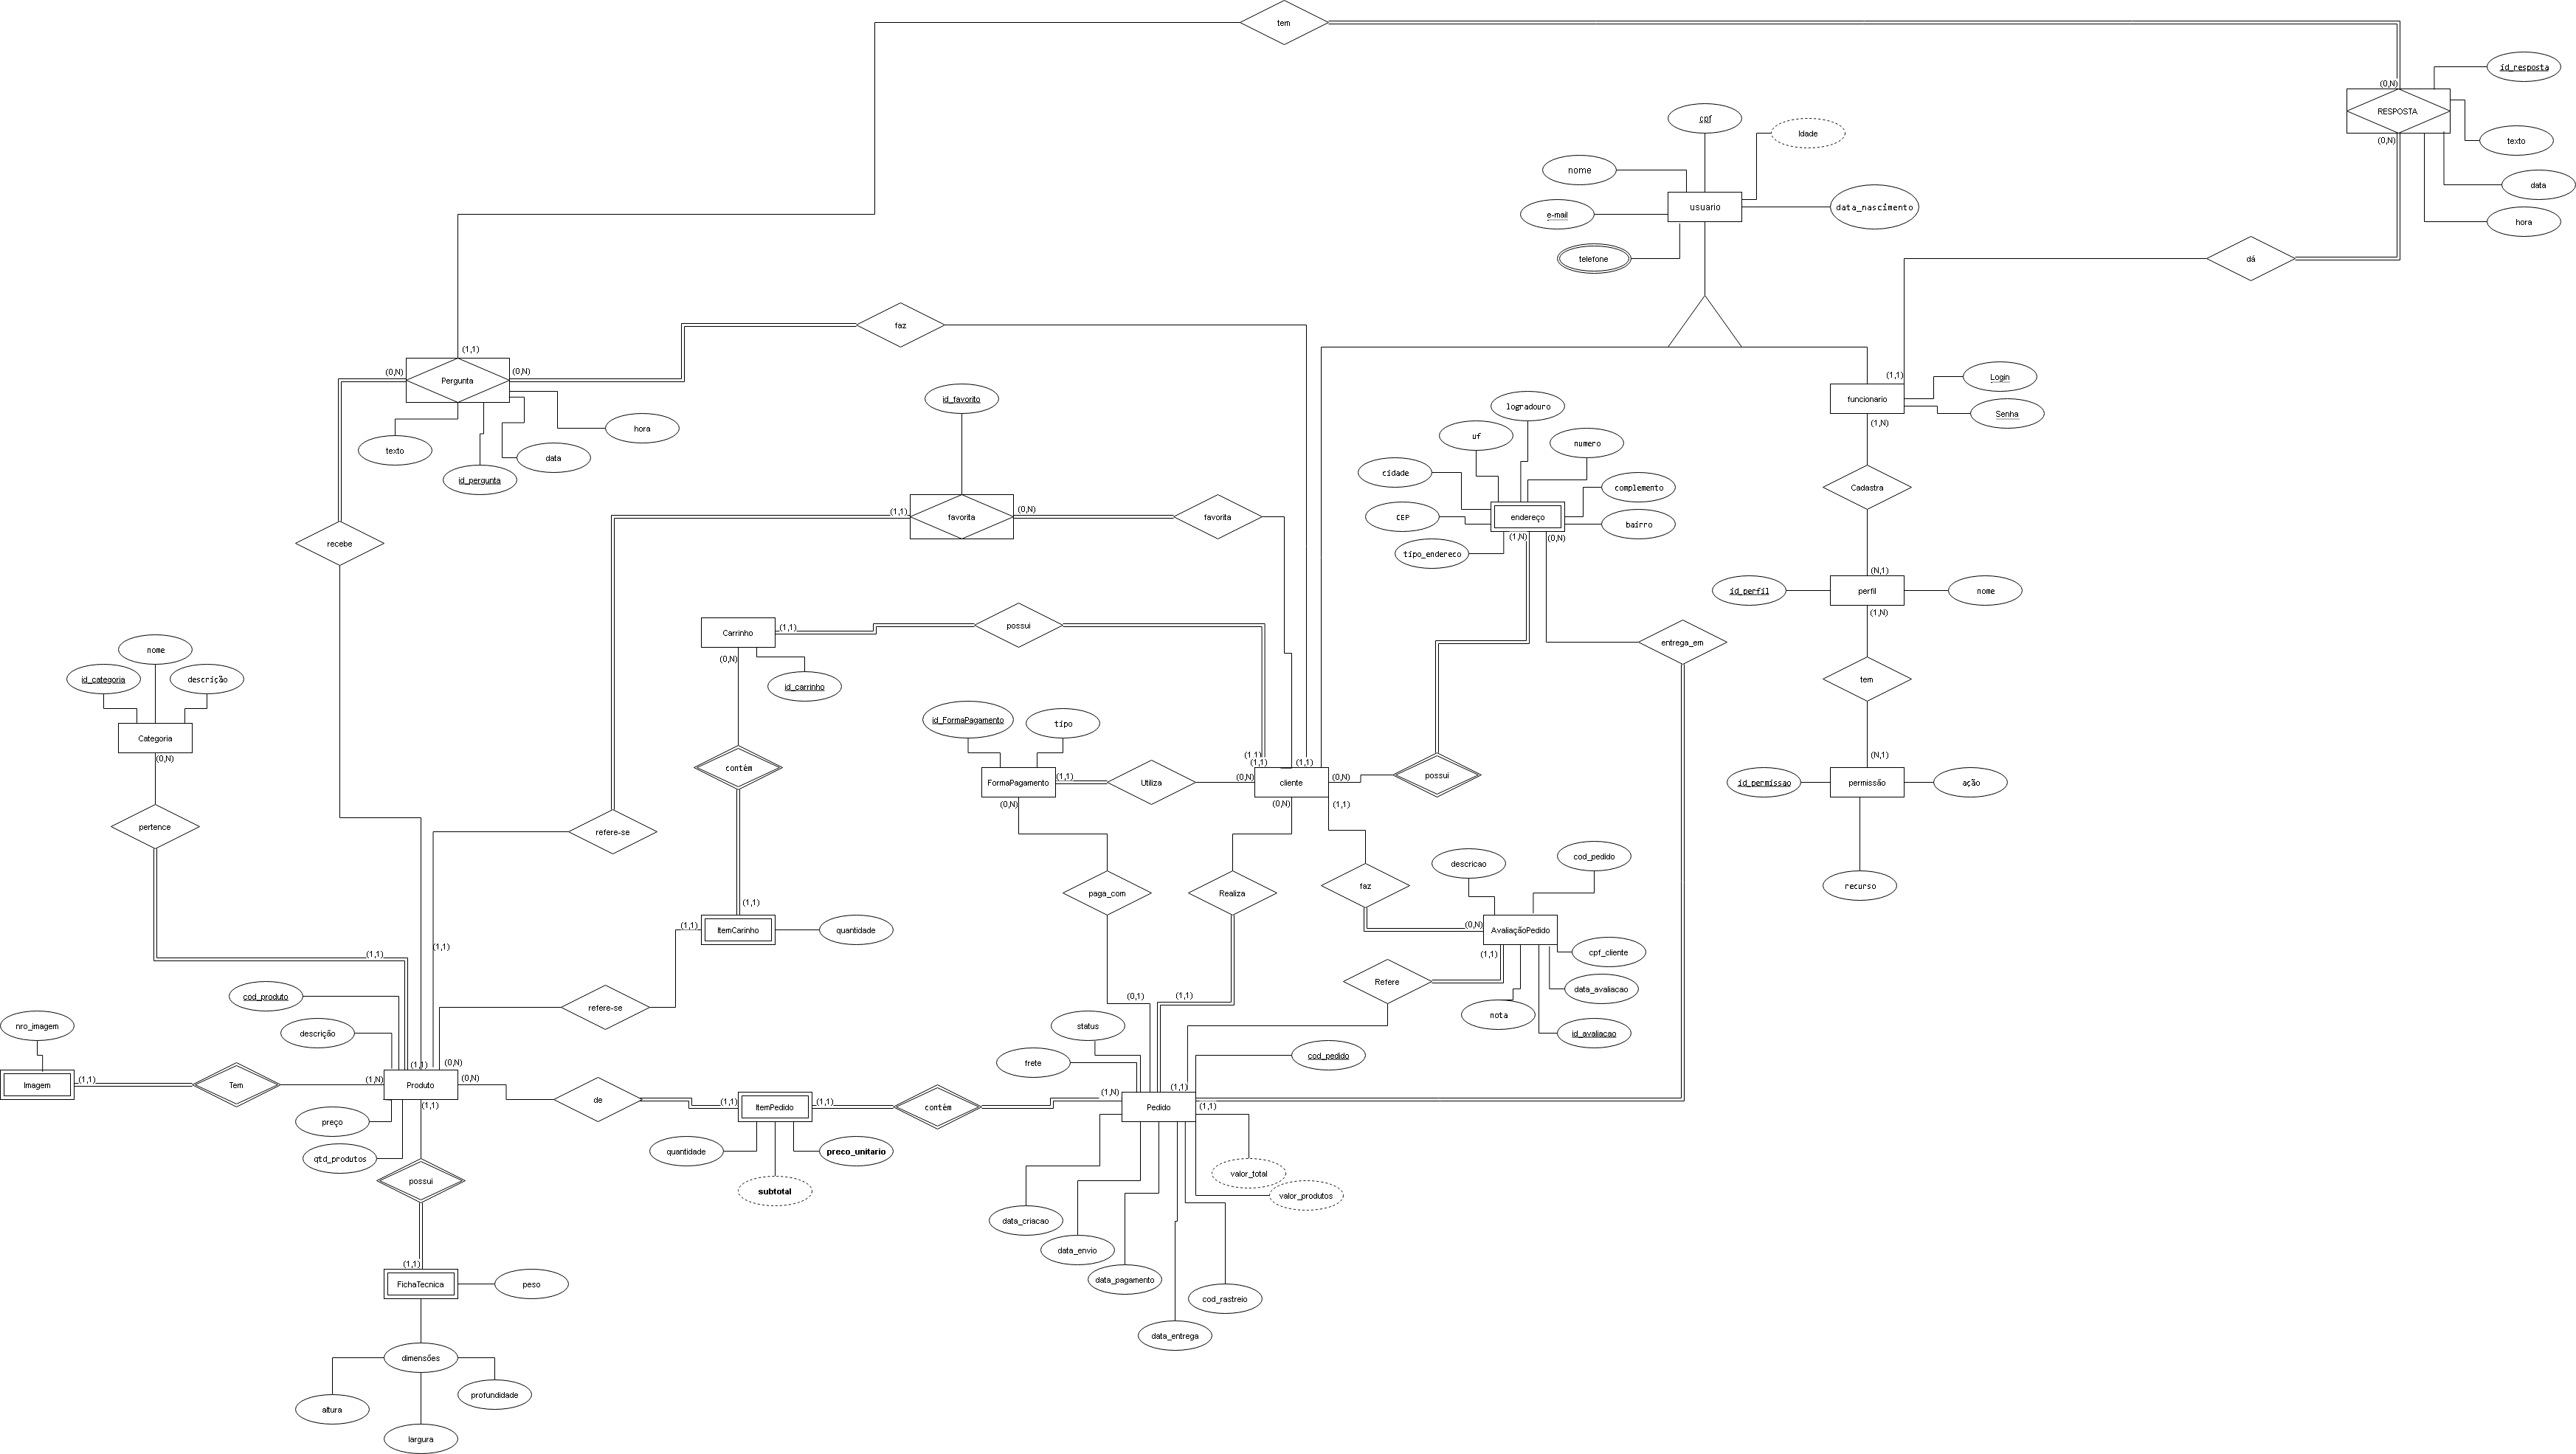 tem
id_resposta
(0,N)
RESPOSTA
cpf
Idade
(0,N)
texto
nome
data
usuario
data_nascimento
e-mail
hora
telefone
dá
faz
(1,1)
(0,N)
(0,N)
Pergunta
(1,1)
Login
id_favorito
funcionario
logradouro
Senha
hora
(1,N)
uf
numero
texto
data
cidade
id_pergunta
complemento
Cadastra
(1,1)
(0,N)
favorita
favorita
CEP
endereço
bairro
(1,N)
(0,N)
recebe
tipo_endereco
(N,1)
id_perfil
perfil
nome
(1,N)
Carrinho
(1,1)
possui
entrega_em
nome
(0,N)
id_categoria
descrição
id_carrinho
tem
id_FormaPagamento
tipo
Categoria
(0,N)
(1,1)
(1,1)
(1,1)
(N,1)
contém
FormaPagamento
(1,1)
Utiliza
(0,N)
cliente
(0,N)
possui
id_permissao
permissão
ação
(0,N)
(0,N)
(1,1)
pertence
refere-se
cod_pedido
descricao
paga_com
Realiza
faz
recurso
(1,1)
(1,1)
ItemCarinho
quantidade
(0,N)
AvaliaçãoPedido
(1,1)
(1,1)
(1,1)
cpf_cliente
Refere
cod_produto
(0,1)
(1,1)
data_avaliacao
refere-se
nota
nro_imagem
descrição
status
id_avaliacao
cod_pedido
(1,1)
(0,N)
frete
Imagem
(1,1)
Tem
(1,N)
Produto
(0,N)
(1,1)
(1,N)
(1,1)
de
(1,1)
ItemPedido
(1,1)
contém
Pedido
(1,1)
preço
quantidade
preco_unitario
qtd_produtos
valor_total
possui
subtotal
valor_produtos
data_criacao
data_envio
(1,1)
data_pagamento
FichaTecnica
peso
cod_rastreio
data_entrega
dimensões
profundidade
altura
largura